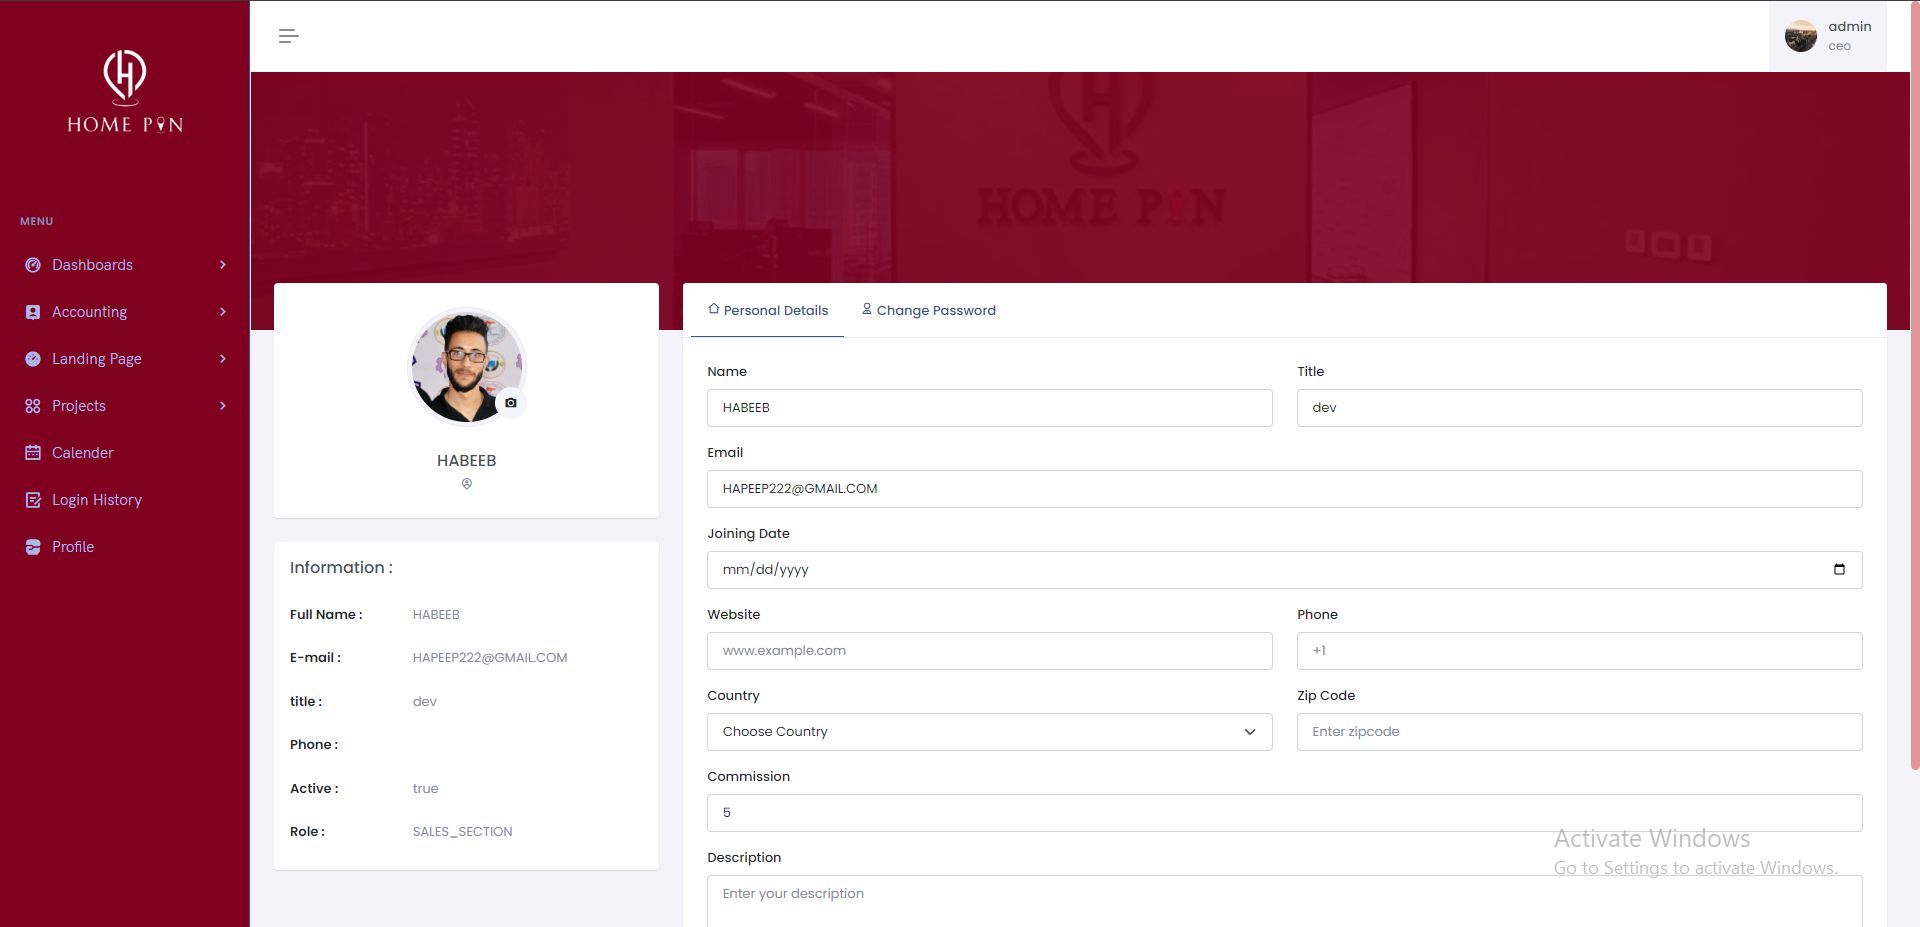 HOME PIN
MENU
Dashboards
Accounting
Landing Page
Projects
Calender
Login History
Profile
admin
ceo
HOME PIN
HABEEB
Information :
Full Name : HABEEB
E-mail : HAPEEP222@GMAIL.COM
title : dev
Phone :
Active : true
Role : SALES_SECTION
Personal Details Change Password
Name Title
HABEEB dev
Email
HAPEEP222@GMAIL.COM
Joining Date
mm/dd/yyyy
Website Phone
www.example.com +1
Country Zip Code
Choose Country Enter zipcode
Commission
5
Description
Enter your description
Activate Windows
Go to Settings to activate Windows.